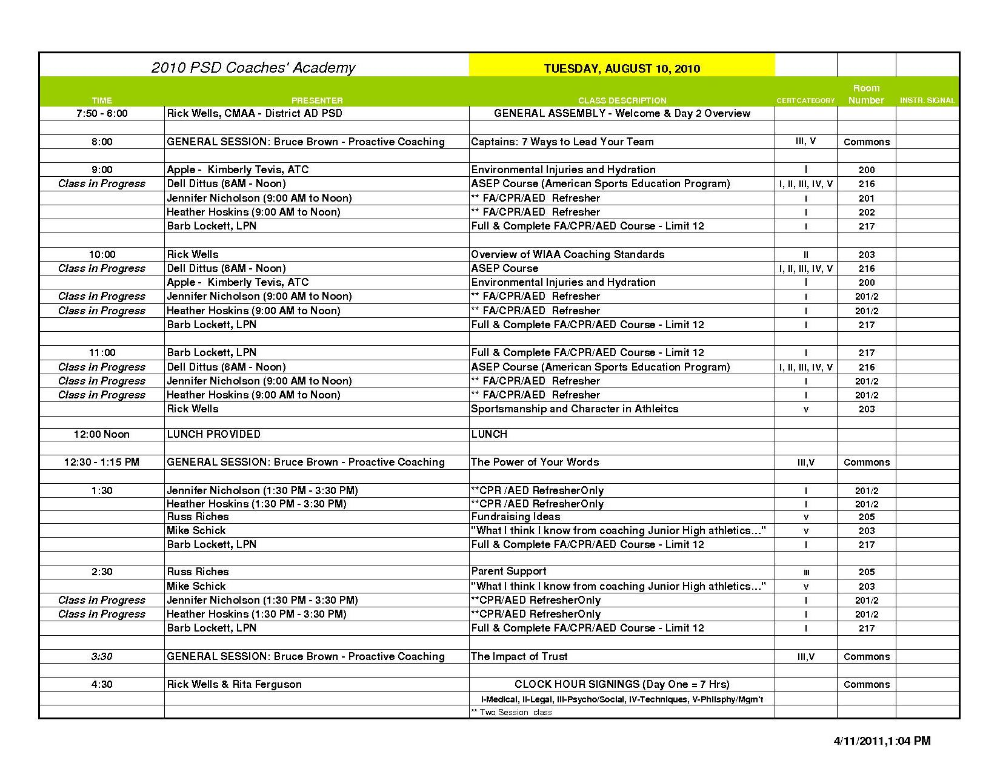 2010 PSD Coaches' Academy TUESDAY, AUGUST 10, 2010
TIME PRESENTER CLASS DESCRIPTION CERT CATEGORY Room Number INSTR. SIGNAL
7:50 - 8:00 Rick Wells, CMAA - District AD PSD GENERAL ASSEMBLY - Welcome & Day 2 Overview
8:00 GENERAL SESSION: Bruce Brown - Proactive Coaching Captains: 7 Ways to Lead Your Team III, V Commons
9:00 Apple - Kimberly Tevis, ATC Environmental Injuries and Hydration I 200
Class in Progress Dell Dittus (8AM - Noon) ASEP Course (American Sports Education Program) I, II, III, IV, V 216
Jennifer Nicholson (9:00 AM to Noon) ** FA/CPR/AED Refresher I 201
Heather Hoskins (9:00 AM to Noon) ** FA/CPR/AED Refresher I 202
Barb Lockett, LPN Full & Complete FA/CPR/AED Course - Limit 12 I 217
10:00 Rick Wells Overview of WIAA Coaching Standards II 203
Class in Progress Dell Dittus (8AM - Noon) ASEP Course I, II, III, IV, V 216
Apple - Kimberly Tevis, ATC Environmental Injuries and Hydration I 200
Class in Progress Jennifer Nicholson (9:00 AM to Noon) ** FA/CPR/AED Refresher I 201/2
Class in Progress Heather Hoskins (9:00 AM to Noon) ** FA/CPR/AED Refresher I 201/2
Barb Lockett, LPN Full & Complete FA/CPR/AED Course - Limit 12 I 217
11:00 Barb Lockett, LPN Full & Complete FA/CPR/AED Course - Limit 12 I 217
Class in Progress Dell Dittus (8AM - Noon) ASEP Course (American Sports Education Program) I, II, III, IV, V 216
Class in Progress Jennifer Nicholson (9:00 AM to Noon) ** FA/CPR/AED Refresher I 201/2
Class in Progress Heather Hoskins (9:00 AM to Noon) ** FA/CPR/AED Refresher I 201/2
Rick Wells Sportsmanship and Character in Athleitcs V 203
12:00 Noon LUNCH PROVIDED LUNCH
12:30 - 1:15 PM GENERAL SESSION: Bruce Brown - Proactive Coaching The Power of Your Words III,V Commons
1:30 Jennifer Nicholson (1:30 PM - 3:30 PM) **CPR /AED RefresherOnly I 201/2
Heather Hoskins (1:30 PM - 3:30 PM) **CPR /AED RefresherOnly I 201/2
Russ Riches Fundraising Ideas V 205
Mike Schick "What I think I know from coaching Junior High athletics…" V 203
Barb Lockett, LPN Full & Complete FA/CPR/AED Course - Limit 12 I 217
2:30 Russ Riches Parent Support III 205
Mike Schick "What I think I know from coaching Junior High athletics…" V 203
Class in Progress Jennifer Nicholson (1:30 PM - 3:30 PM) **CPR/AED RefresherOnly I 201/2
Class in Progress Heather Hoskins (1:30 PM - 3:30 PM) **CPR/AED RefresherOnly I 201/2
Barb Lockett, LPN Full & Complete FA/CPR/AED Course - Limit 12 I 217
3:30 GENERAL SESSION: Bruce Brown - Proactive Coaching The Impact of Trust III,V Commons
4:30 Rick Wells & Rita Ferguson CLOCK HOUR SIGNINGS (Day One = 7 Hrs) Commons
I-Medical, II-Legal, III-Psycho/Social, IV-Techniques, V-Philsphy/Mgm't
** Two Session class
4/11/2011,1:04 PM